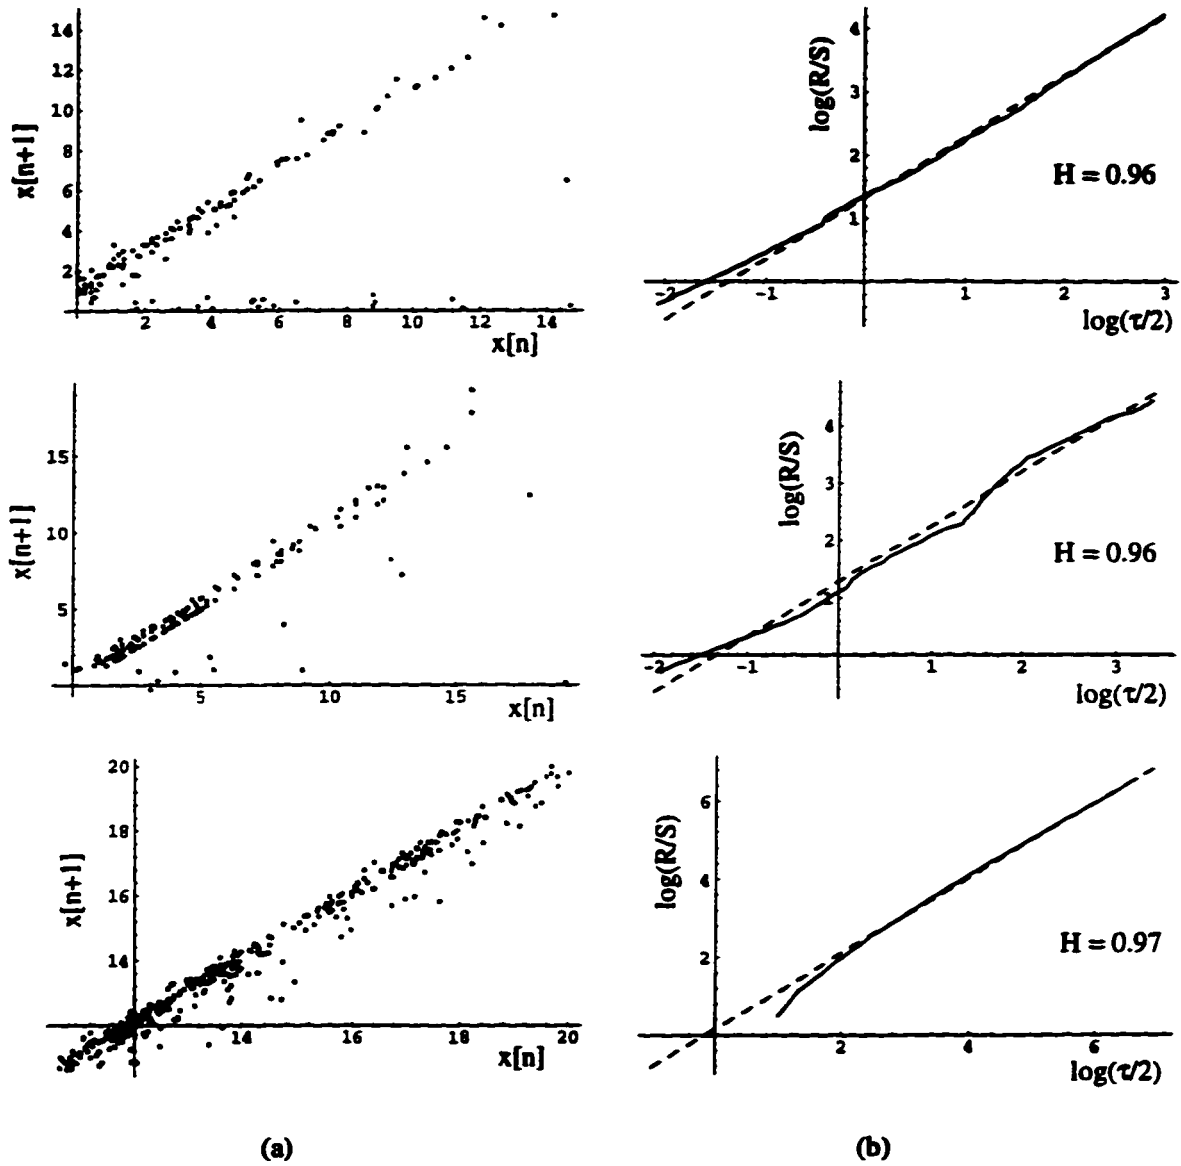 14
12
10
8
6
4
2
x[n+1]
2 4 6 8 10 12 14
x[n]
4
3
2
1
log(R/S)
H = 0.96
-2 -1 1 2 3
log(τ/2)
15
10
5
x[n+1]
5 10 15
x[n]
4
3
2
1
log(R/S)
H = 0.96
-2 -1 1 2 3
log(τ/2)
20
18
16
14
x[n+1]
14 16 18 20
x[n]
6
4
2
log(R/S)
H = 0.97
2 4 6
log(τ/2)
(a) (b)